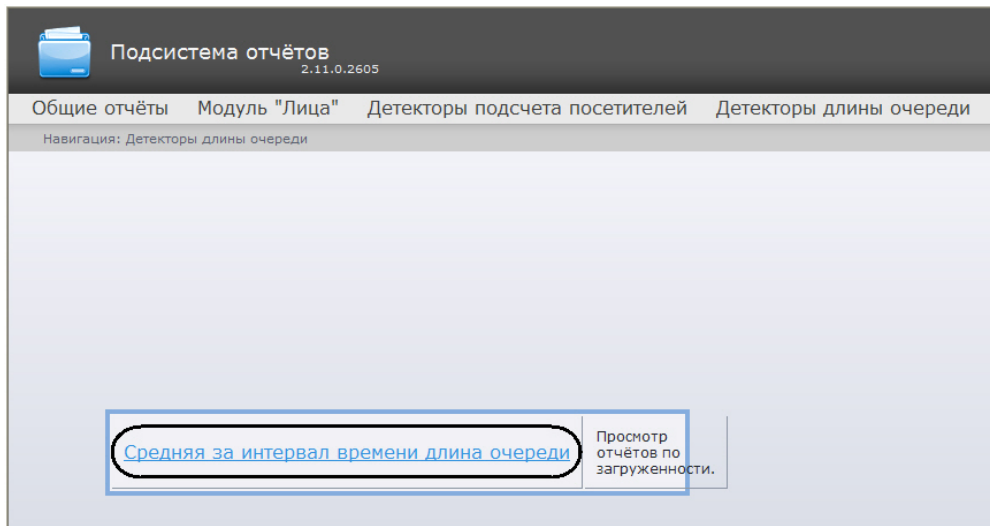 Подсистема отчётов
2.11.0.2605
Общие отчёты Модуль "Лица" Детекторы подсчета посетителей Детекторы длины очереди
Навигация: Детекторы длины очереди
Средняя за интервал времени длина очереди
Просмотр
отчётов по
загруженности.